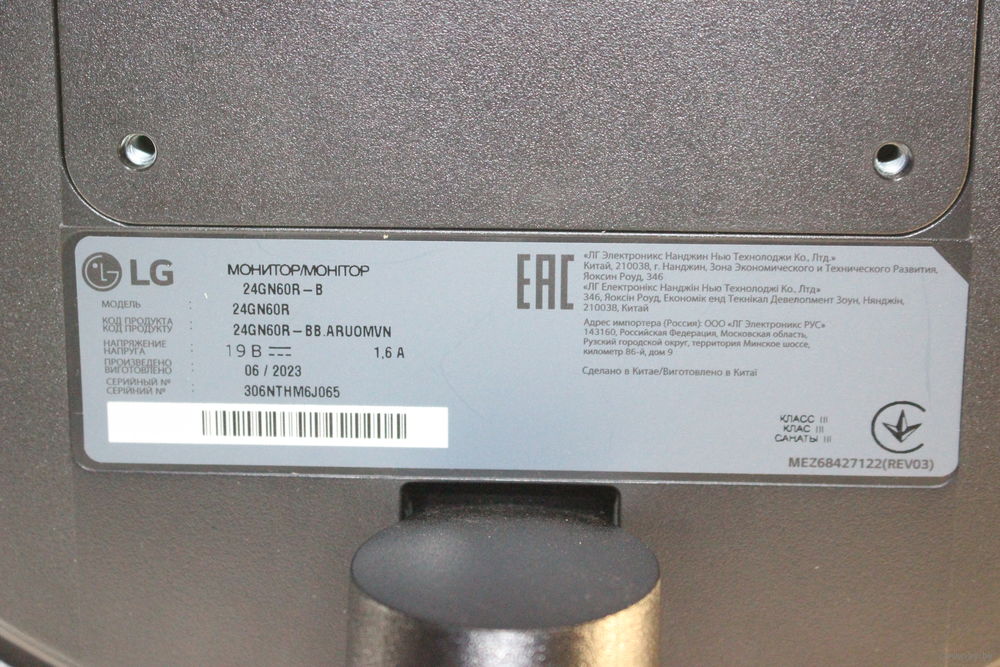 LG
МОНИТОР/МОНІТОР
24GN60R-B
МОДЕЛЬ : 24GN60R
КОД ПРОДУКТА
КОД ПРОДУКТУ : 24GN60R-BB.ARUOMVN
НАПРЯЖЕНИЕ
НАПРУГА : 19 В 1,6 A
ПРОИЗВЕДЕНО
ВИГОТОВЛЕНО : 06 / 2023
СЕРИЙНЫЙ №
СЕРІЙНИЙ № : 306NTHM6J065
EAC
«ЛГ Электроникс Нанджин Нью Технолоджи Ко., Лтд.»
Китай, 210038, г. Нанджин, Зона Экономического и Технического Развития,
Яоксин Роуд, 346
«ЛГ Електронікс Нанджин Нью Технолоджі Ко., Лтд»
346, Яоксін Роуд, Економік енд Текнікал Девелопмент Зоун, Нянджін,
210038, Китай
Адрес импортера (Россия): ООО «ЛГ Электроникс РУС»
143160, Российская Федерация, Московская область,
Рузский городской округ, территория Минское шоссе,
километр 86-й, дом 9
Сделано в Китае/Виготовлено в Китаї
КЛАСС III
КЛАС III
САНАТЫ III
MEZ68427122(REV03)